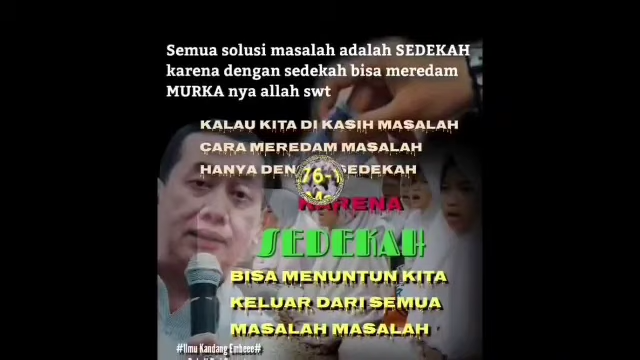 Semua solusi masalah adalah SEDEKAH
karena dengan sedekah bisa meredam
MURKA nya allah swt
KALAU KITA DI KASIH MASALAH
CARA MEREDAM MASALAH
HANYA DEN SEDEKAH
KARENA
SEDEKAH
BISA MENUNTUN KITA
KELUAR DARI SEMUA
MASALAH MASALAH
#Ilmu Kandang Embeee#